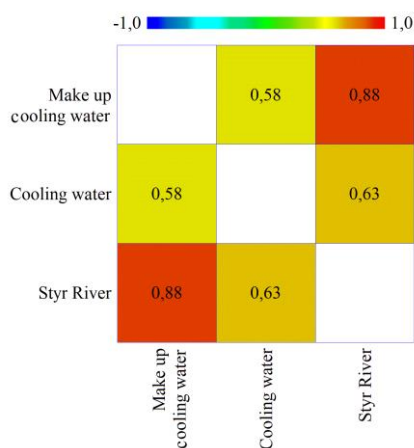 -1,0 1,0
Make up
cooling water
0,58 0,88
Cooling water
0,58 0,63
Styr River
0,88 0,63
Make up
cooling water
Cooling water
Styr River